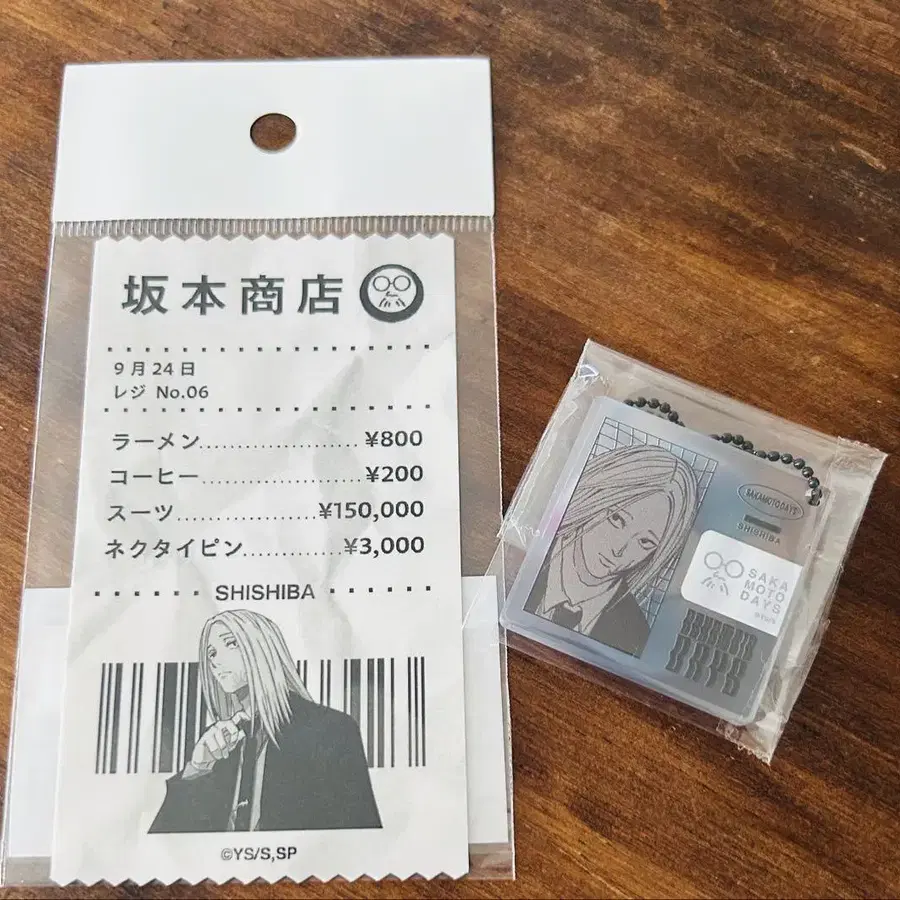 坂本商店
9月24日
レジ No.06
ラーメン.................... ¥800
コーヒー..................... ¥200
スーツ.................¥150,000
ネクタイピン............¥3,000
SHISHIBA
©YS/S,SP
SAKAMOTO DAYS
SHISHIBA
SAKA
MOTO
DAYS
DAYS